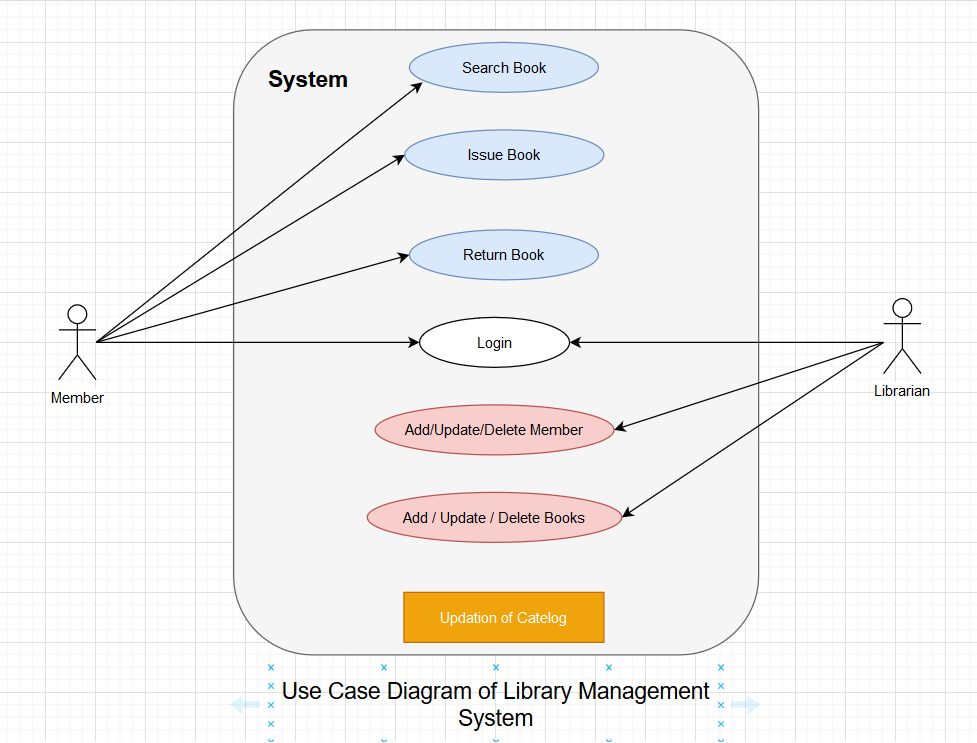 System
Search Book
Issue Book
Return Book
Login
Member
Librarian
Add/Update/Delete Member
Add / Update / Delete Books
Updation of Catelog
Use Case Diagram of Library Management
System